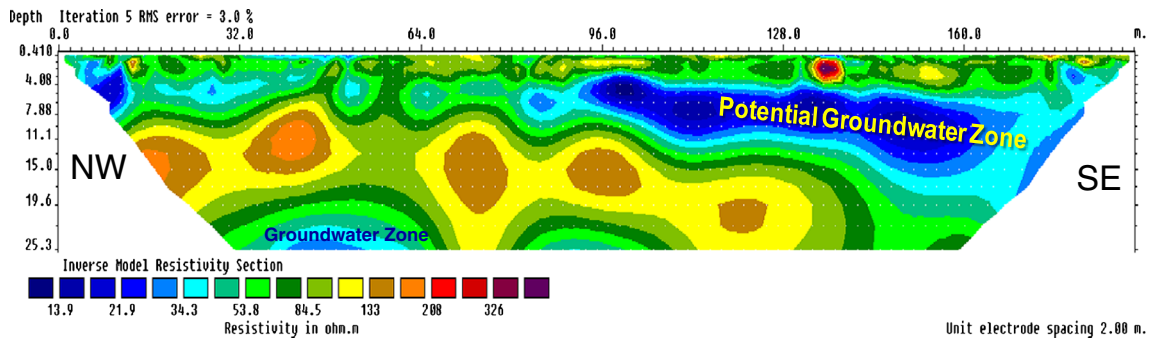 Depth Iteration 5 RMS error = 3.0 %
0.0 32.0 64.0 96.0 128.0 160.0 m.
0.410
4.08
7.88
11.1
15.0
19.6
25.3
Potential Groundwater Zone
NW
SE
Groundwater Zone
Inverse Model Resistivity Section
13.9 21.9 34.3 53.8 84.5 133 208 326
Resistivity in ohm.m
Unit electrode spacing 2.00 m.